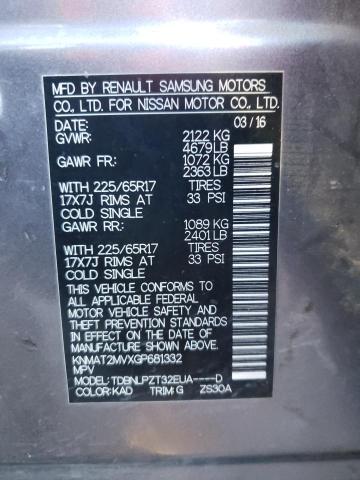 MFD BY RENAULT SAMSUNG MOTORS
CO., LTD. FOR NISSAN MOTOR CO., LTD.
DATE: 03/16
GVWR: 2122 KG
4679LB
GAWR FR: 1072 KG
2363LB
WITH 225/65R17 TIRES
17X7J RIMS AT 33 PSI
COLD SINGLE
GAWR RR: 1089 KG
2401LB
WITH 225/65R17 TIRES
17X7J RIMS AT 33 PSI
COLD SINGLE
THIS VEHICLE CONFORMS TO
ALL APPLICABLE FEDERAL
MOTOR VEHICLE SAFETY AND
THEFT PREVENTION STANDARDS
IN EFFECT ON THE DATE OF
MANUFACTURE SHOWN ABOVE.
KNMAT2MVXGP681332
MPV
MODEL:TDBNLPZT32EUA----D
COLOR:KAD TRIM:G ZS30A